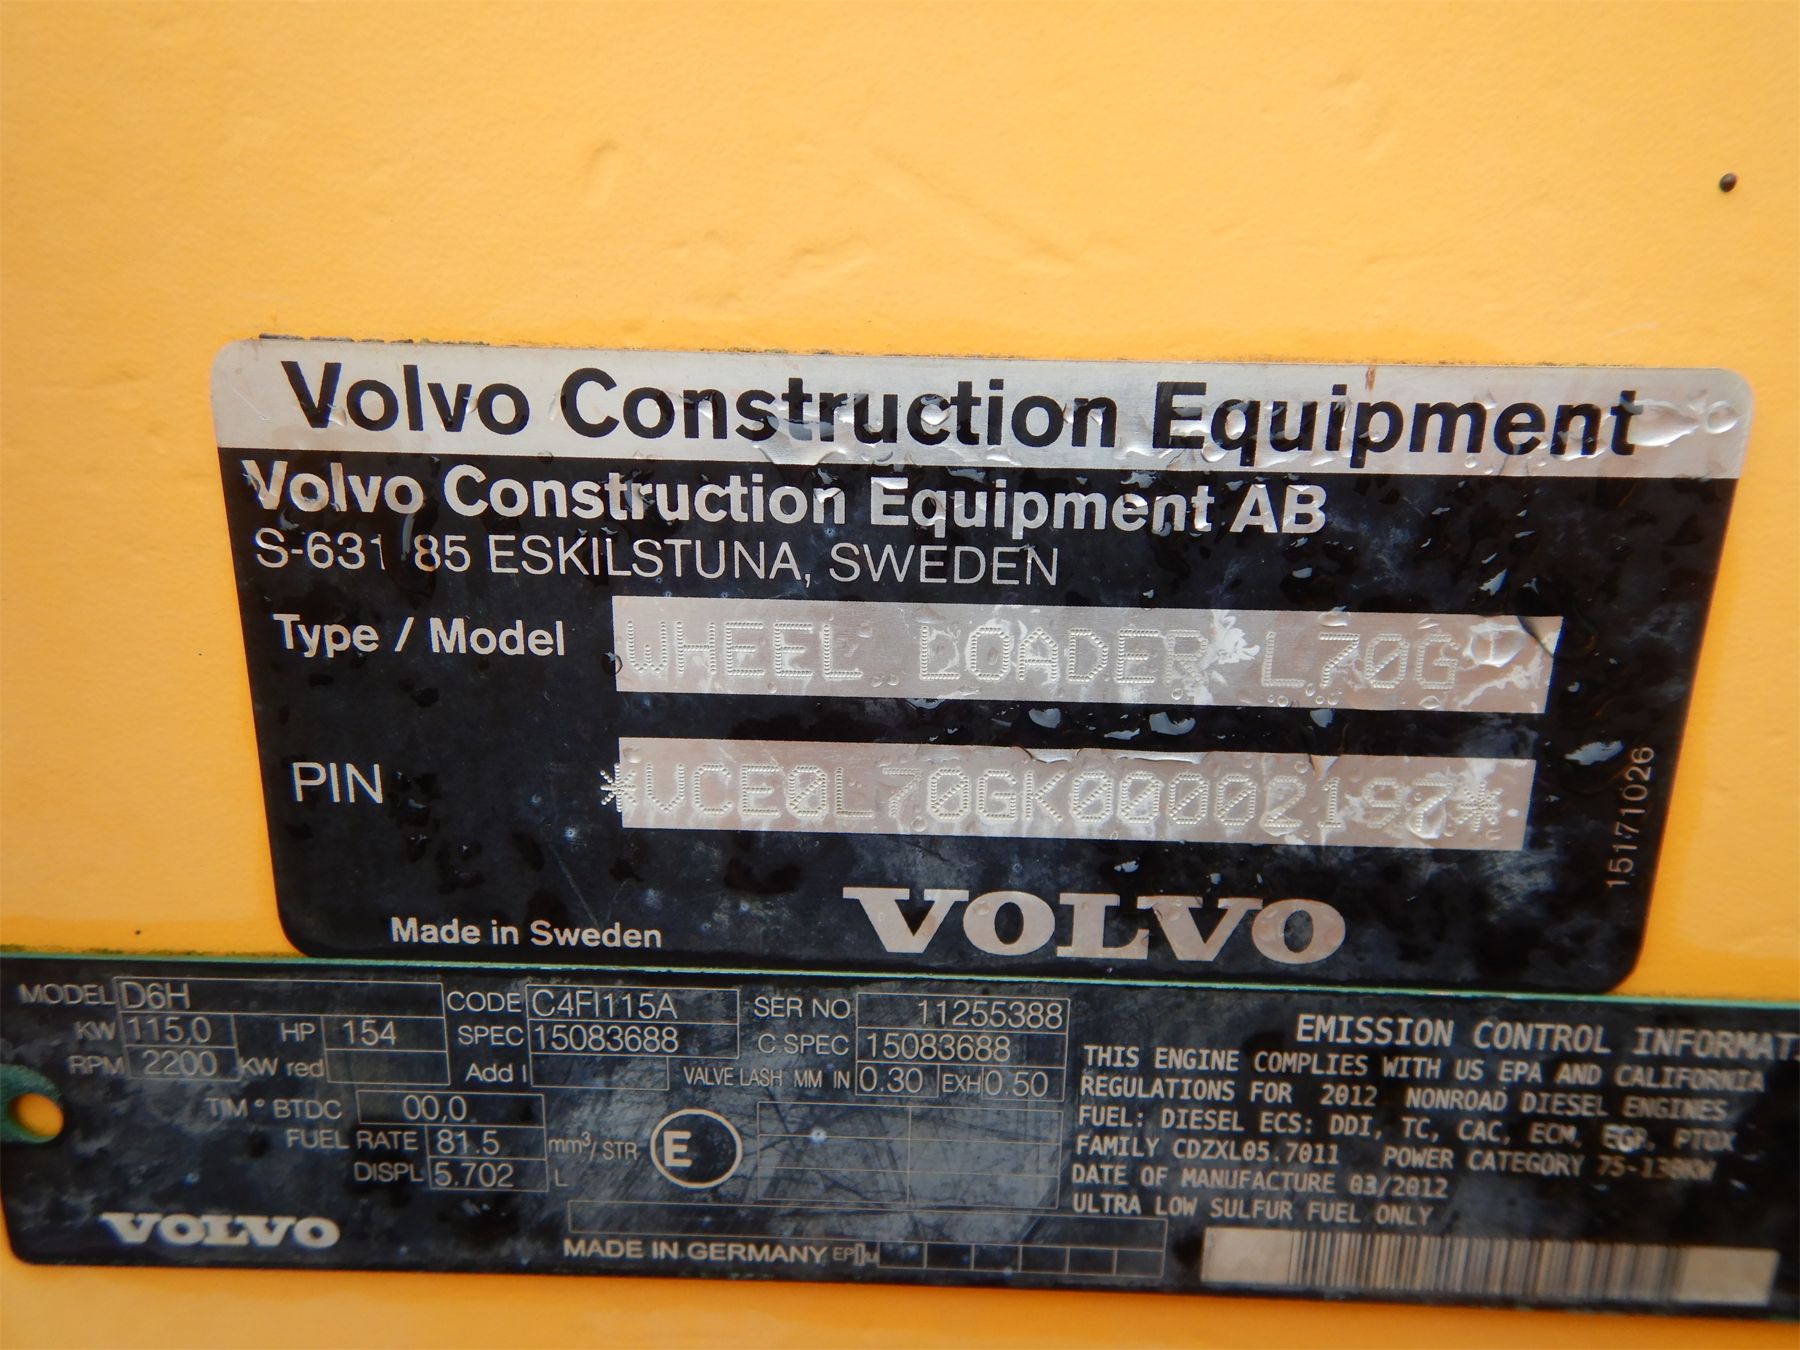 Volvo Construction Equipment
Volvo Construction Equipment AB
S-631 85 ESKILSTUNA, SWEDEN
Type / Model WHEEL LOADER L70G
PIN *VCE0L70GK00002197*
15171026
Made in Sweden VOLVO
MODEL D6H CODE C4FI115A SER NO 11255388
KW 115,0 HP 154 SPEC 15083688 C.SPEC 15083688
RPM 2200 KW red Add I VALVE LASH MM IN 0.30 EXH 0.50
TIM ° BTDC 00,0
FUEL RATE 81.5 mm³/STR E
DISPL 5.702 L
VOLVO
MADE IN GERMANY
EMISSION CONTROL INFORMAT
THIS ENGINE COMPLIES WITH US EPA AND CALIFORNIA
REGULATIONS FOR 2012 NONROAD DIESEL ENGINES
FUEL: DIESEL ECS: DDI, TC, CAC, ECM, EGR, PTOX
FAMILY CDZXL05.7011 POWER CATEGORY 75-130KW
DATE OF MANUFACTURE 03/2012
ULTRA LOW SULFUR FUEL ONLY